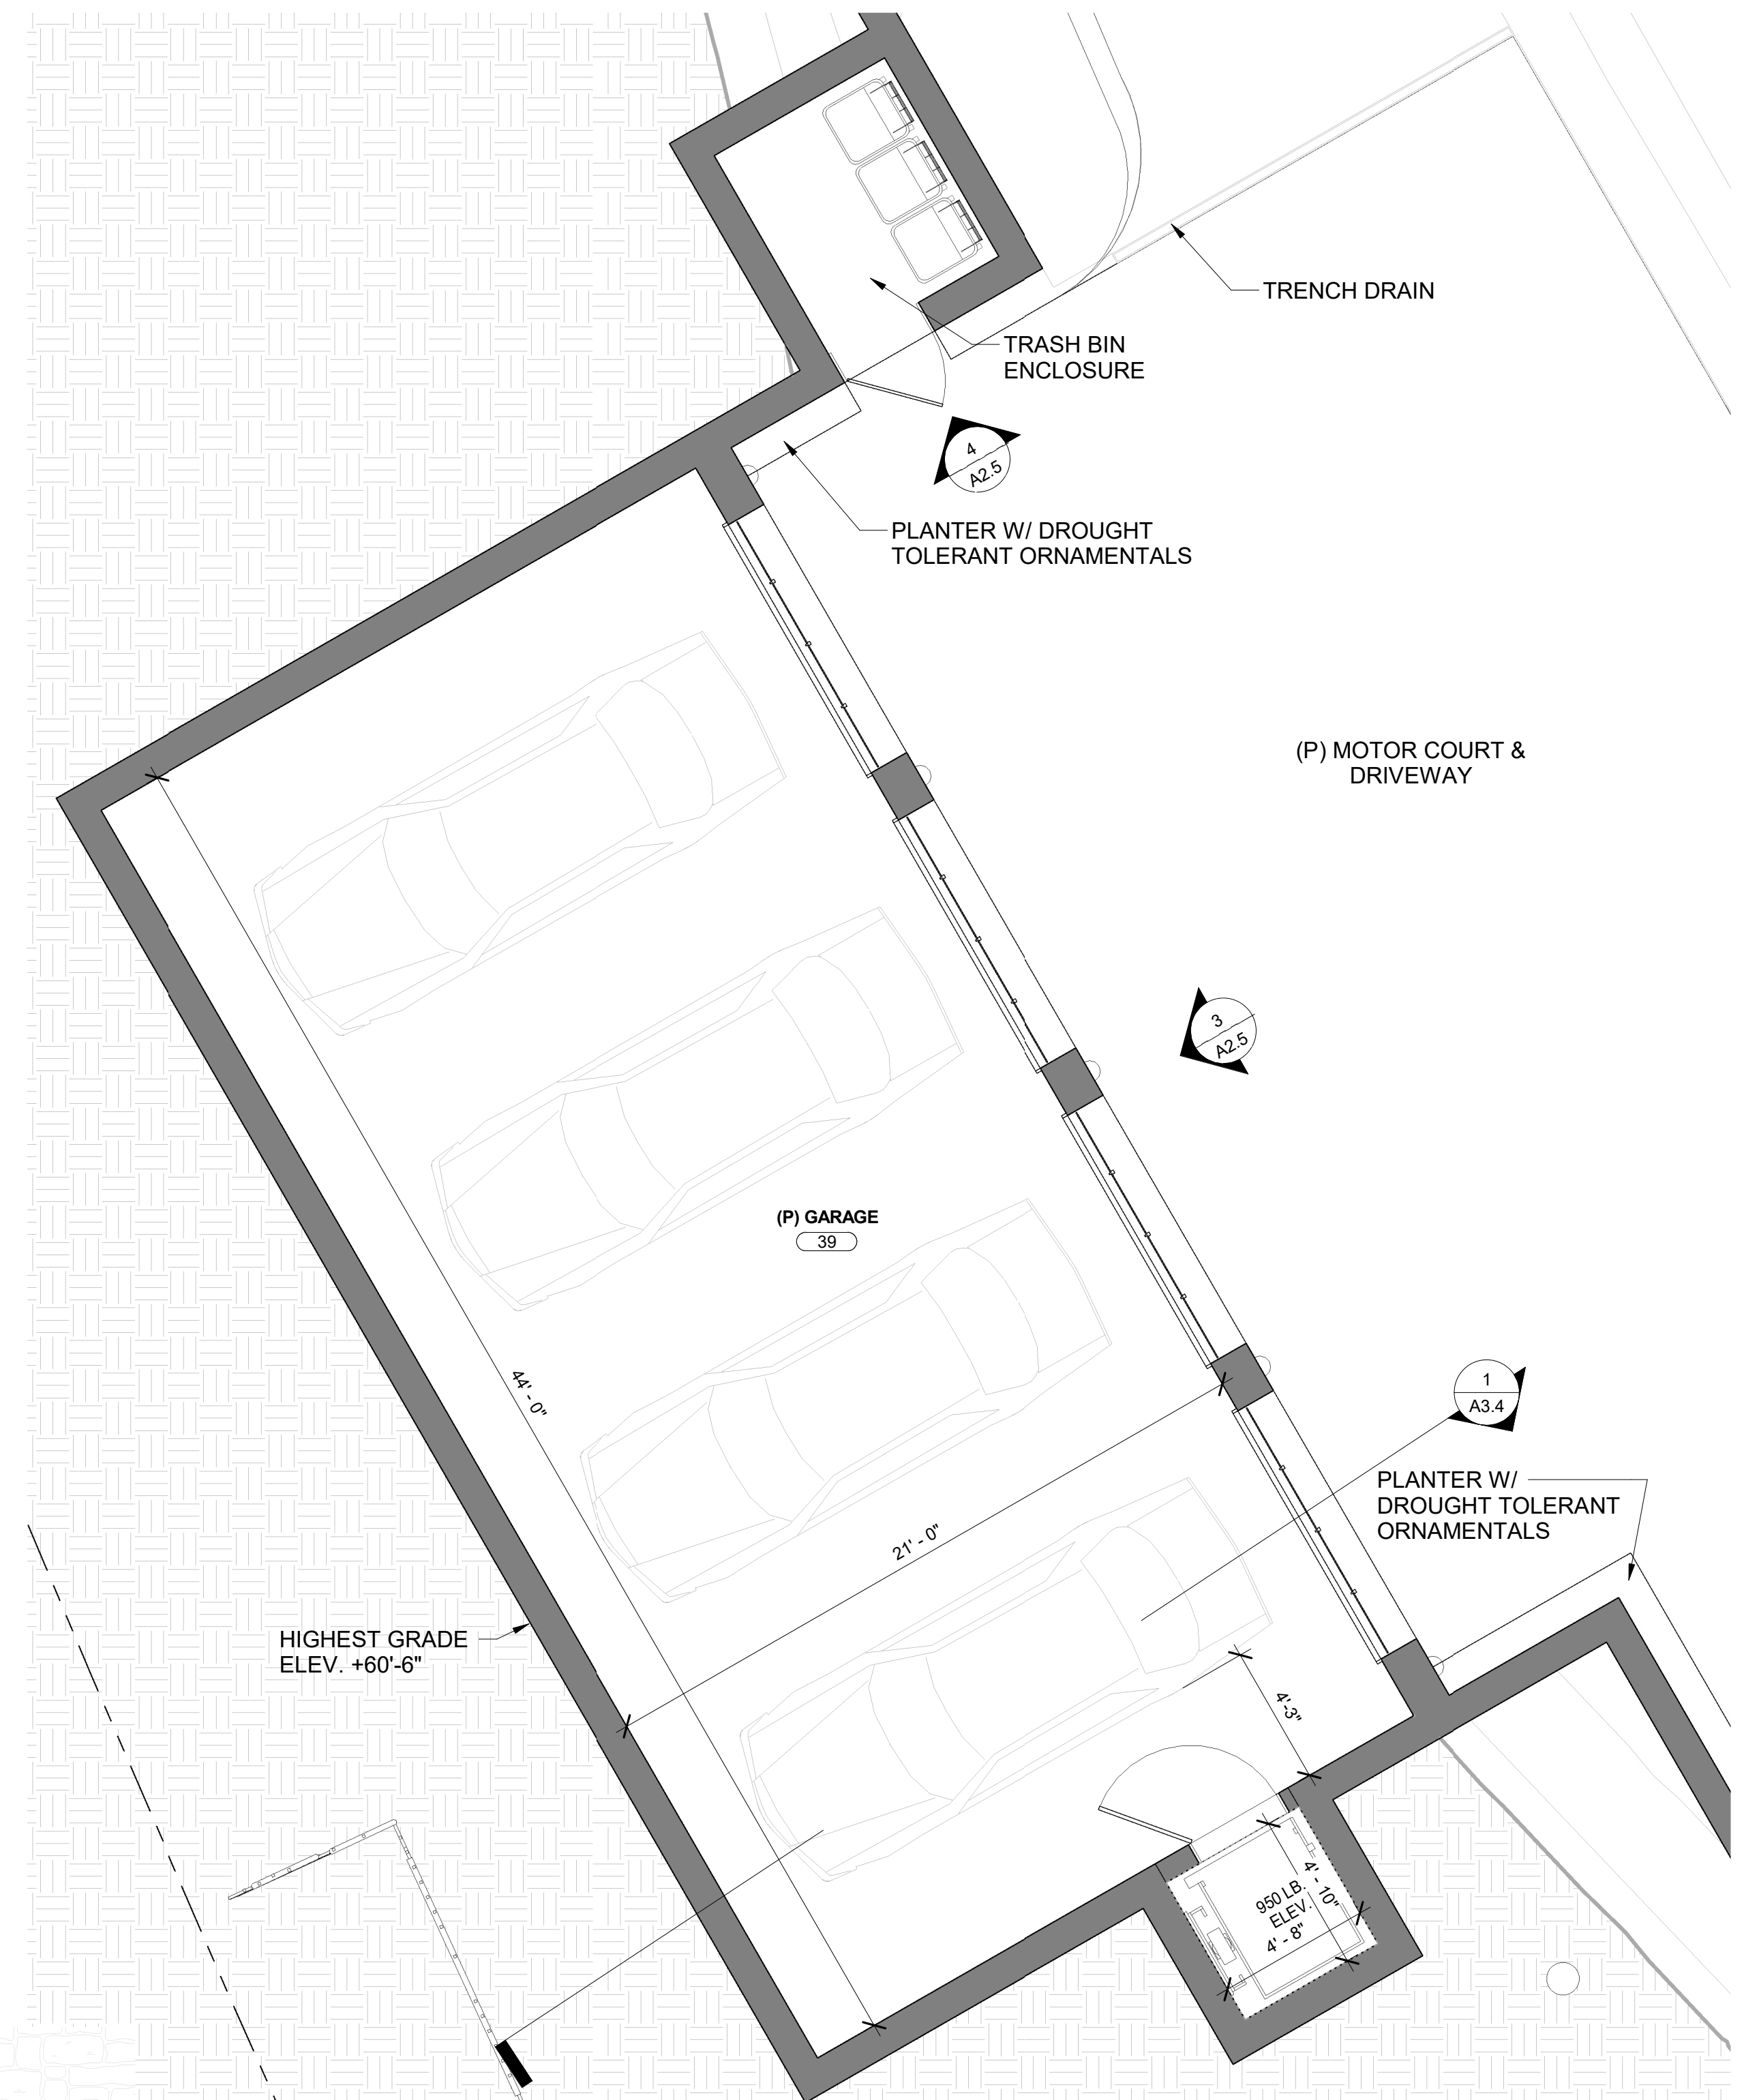 TRENCH DRAIN
TRASH BIN
ENCLOSURE
4
A2.5
PLANTER W/ DROUGHT
TOLERANT ORNAMENTALS
(P) MOTOR COURT &
DRIVEWAY
3
A2.5
(P) GARAGE
39
44' - 0"
1
A3.4
PLANTER W/
DROUGHT TOLERANT
ORNAMENTALS
21' - 0"
HIGHEST GRADE
ELEV. +60'-6"
4'-3"
950 LB.
ELEV.
4' - 10"
4' - 8"